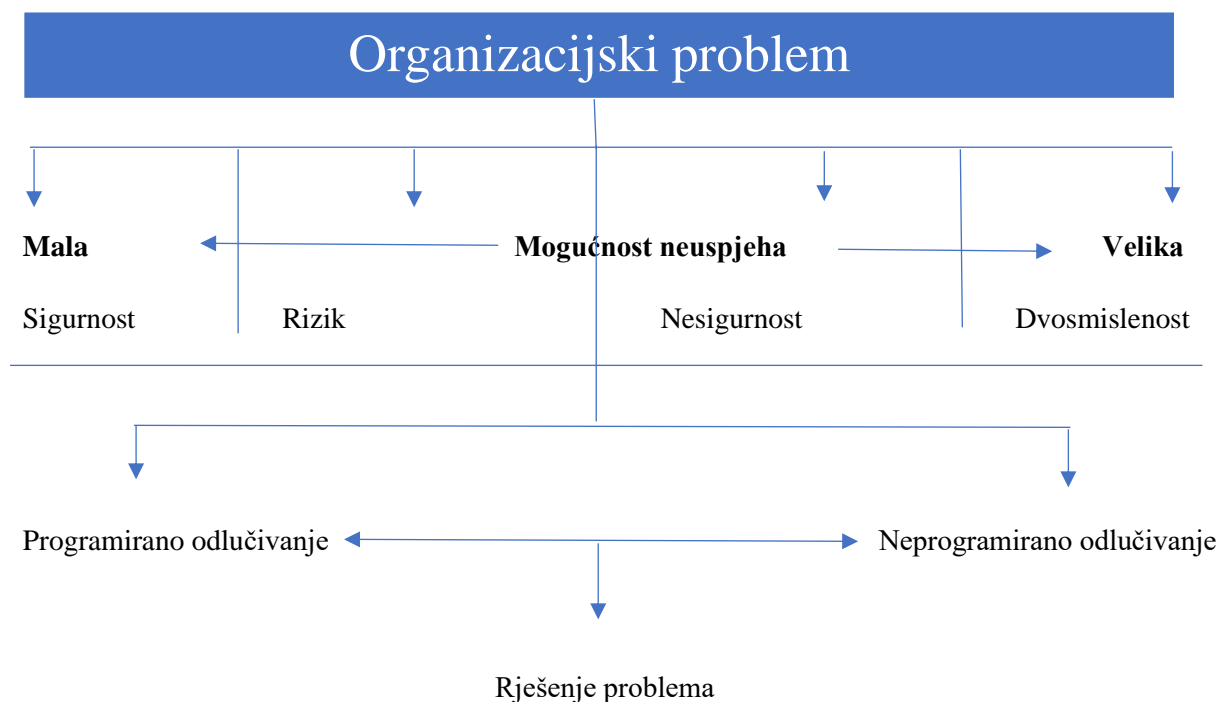 Organizacijski problem
Mala Mogućnost neuspjeha Velika
Sigurnost Rizik Nesigurnost Dvosmislenost
Programirano odlučivanje Neprogramirano odlučivanje
Rješenje problema